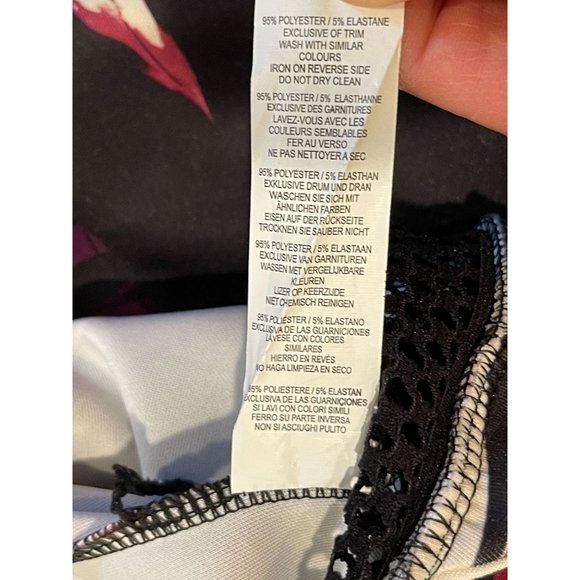 95% POLYESTER / 5% ELASTANE
EXCLUSIVE OF TRIM
WASH WITH SIMILAR
COLOURS
IRON ON REVERSE SIDE
DO NOT DRY CLEAN
95% POLYESTER / 5% ELASTHANNE
EXCLUSIVE DES GARNITURES
LAVEZ-VOUS AVEC LES
COULEURS SEMBLABLES
FER AU VERSO
NE PAS NETTOYER A SEC
95% POLYESTER / 5% ELASTHAN
EXKLUSIVE DRUM UND DRAN
WASCHEN SIE SICH MIT
ÄHNLICHEN FARBEN
EISEN AUF DER RÜCKSEITE
TROCKNEN SIE SAUBER NICHT
95% POLYESTER / 5% ELASTAAN
EXCLUSIEVE VAN GARNITUREN
WASSEN MET VERGELIJKBARE
KLEUREN
IJZER OP KEERZIJDE
NIET CHEMISCH REINIGEN
95% POLIÉSTER / 5% ELASTANO
EXCLUSIVA DE LAS GUARNICIONES
LAVESE CON COLORES
SIMILARES
HIERRO EN REVÉS
NO HAGA LIMPIEZA EN SECO
95% POLIESTERE / 5% ELASTAN
EXCLUSIVA DE LAS GUARNICIONES
SI LAVI CON COLORI SIMILI
FERRO SU PARTE INVERSA
NON SI ASCIUGHI PULITO